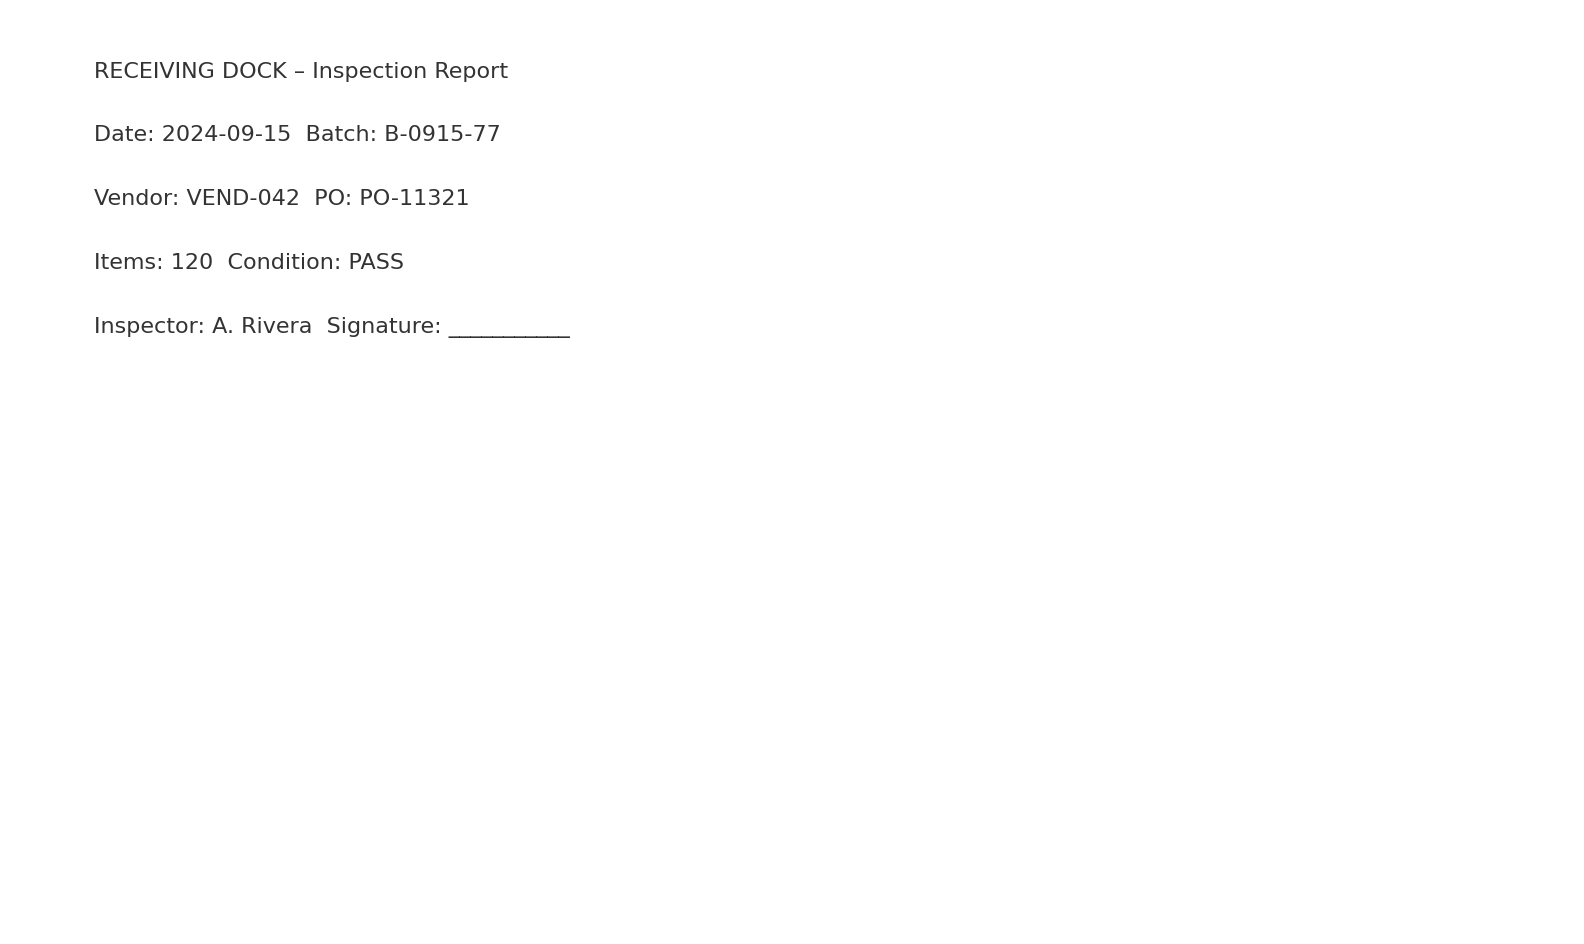 RECEIVING DOCK – Inspection Report
Date: 2024-09-15  Batch: B-0915-77
Vendor: VEND-042  PO: PO-11321
Items: 120  Condition: PASS
Inspector: A. Rivera  Signature: ___________